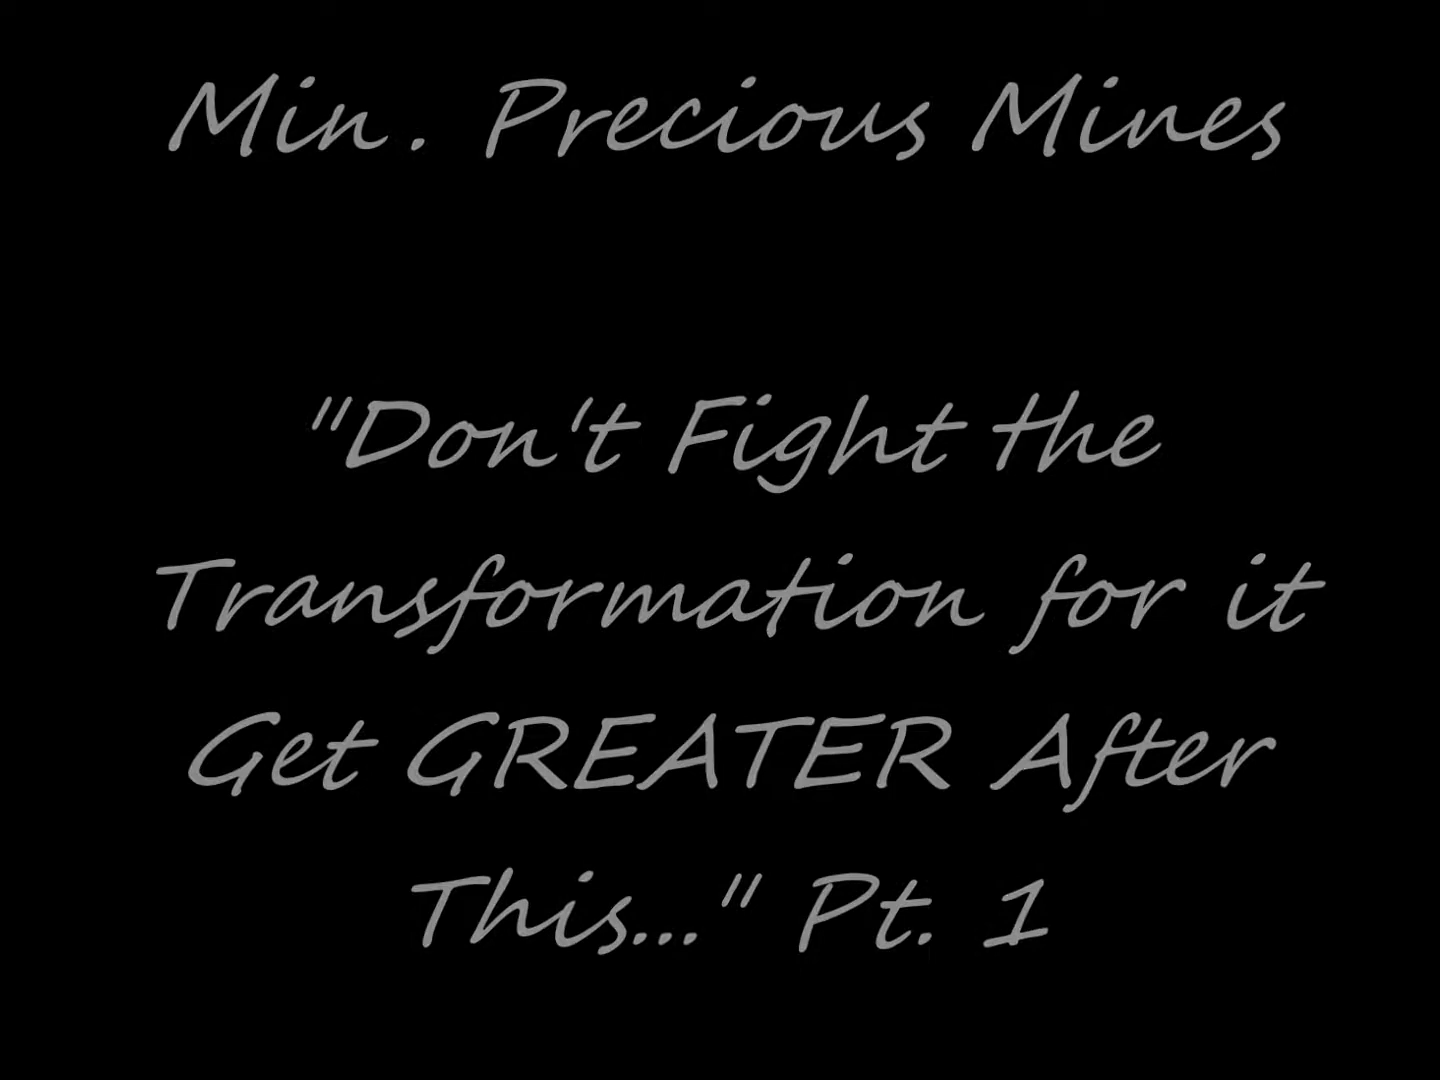 Min. Precious Mines
"Don't Fight the
Transformation for it
Get GREATER After
This..." Pt. 1